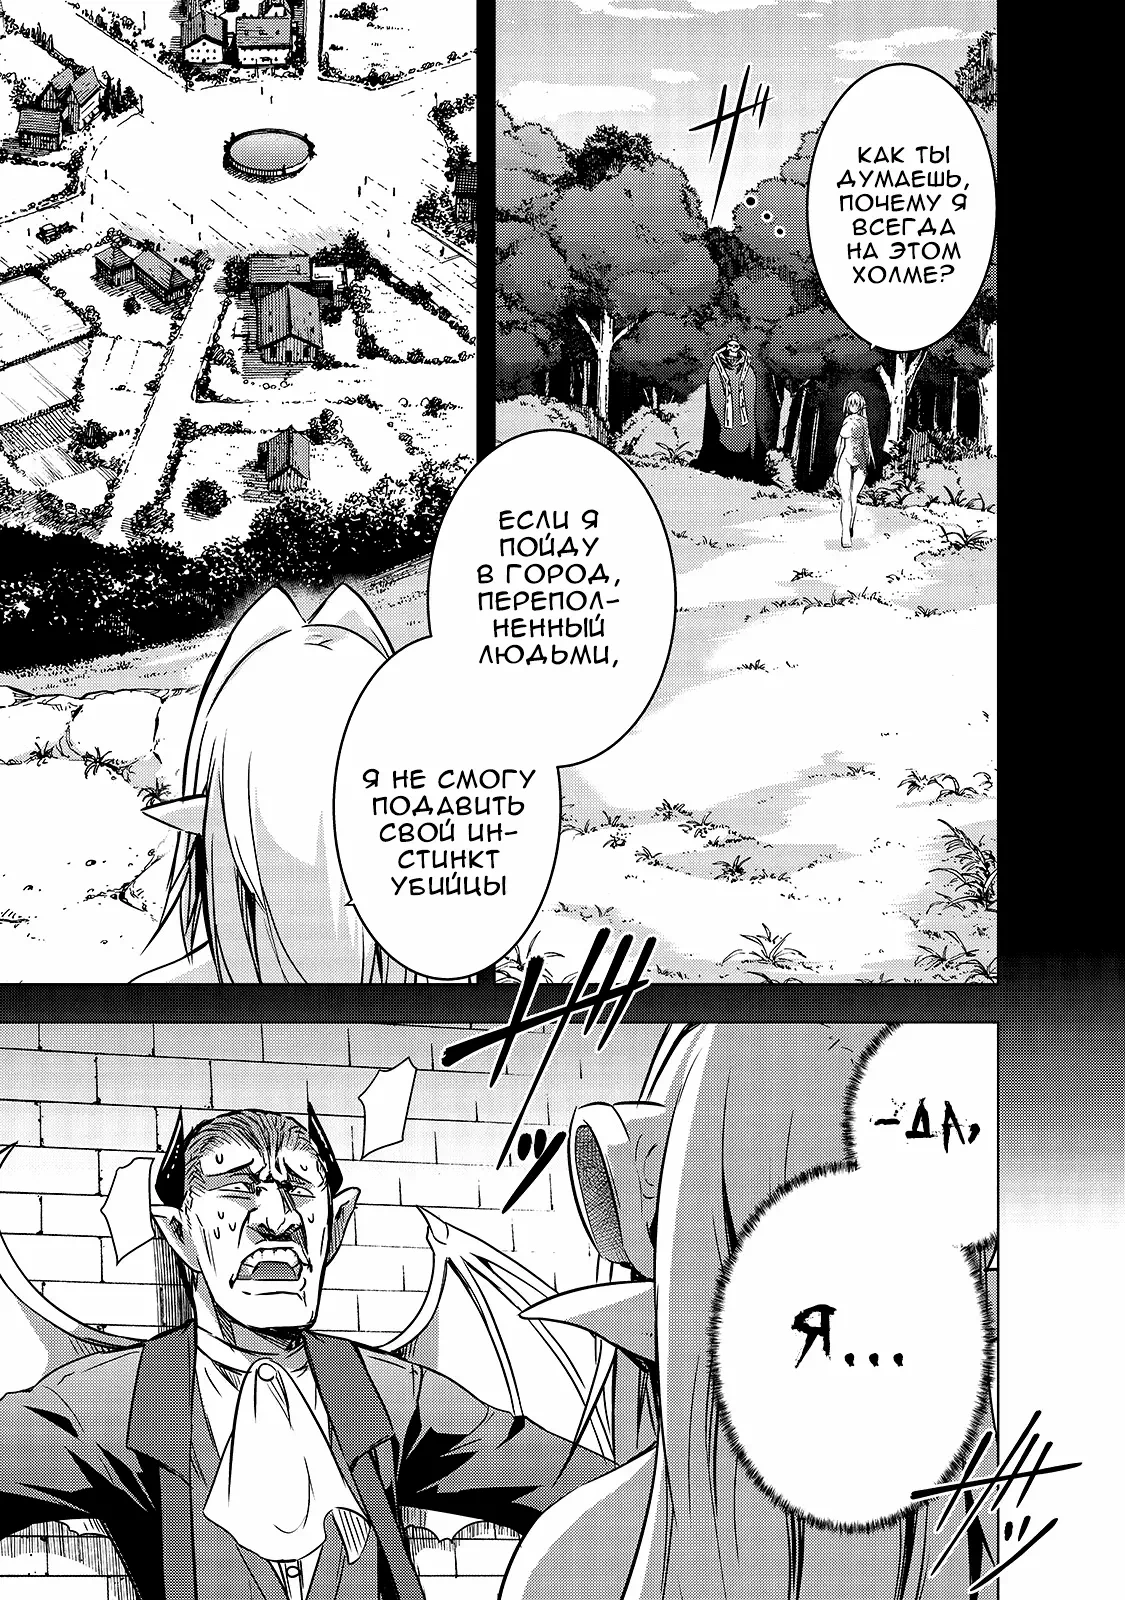 КАК ТЫ
ДУМАЕШЬ,
ПОЧЕМУ Я
ВСЕГДА
НА ЭТОМ
ХОЛМЕ?
ЕСЛИ Я
ПОЙДУ
В ГОРОД,
ПЕРЕПОЛ-
НЕННЫЙ
ЛЮДЬМИ,
Я НЕ СМОГУ
ПОДАВИТЬ
СВОЙ ИН-
СТИНКТ
УБИЙЦЫ
-ДА,
Я...